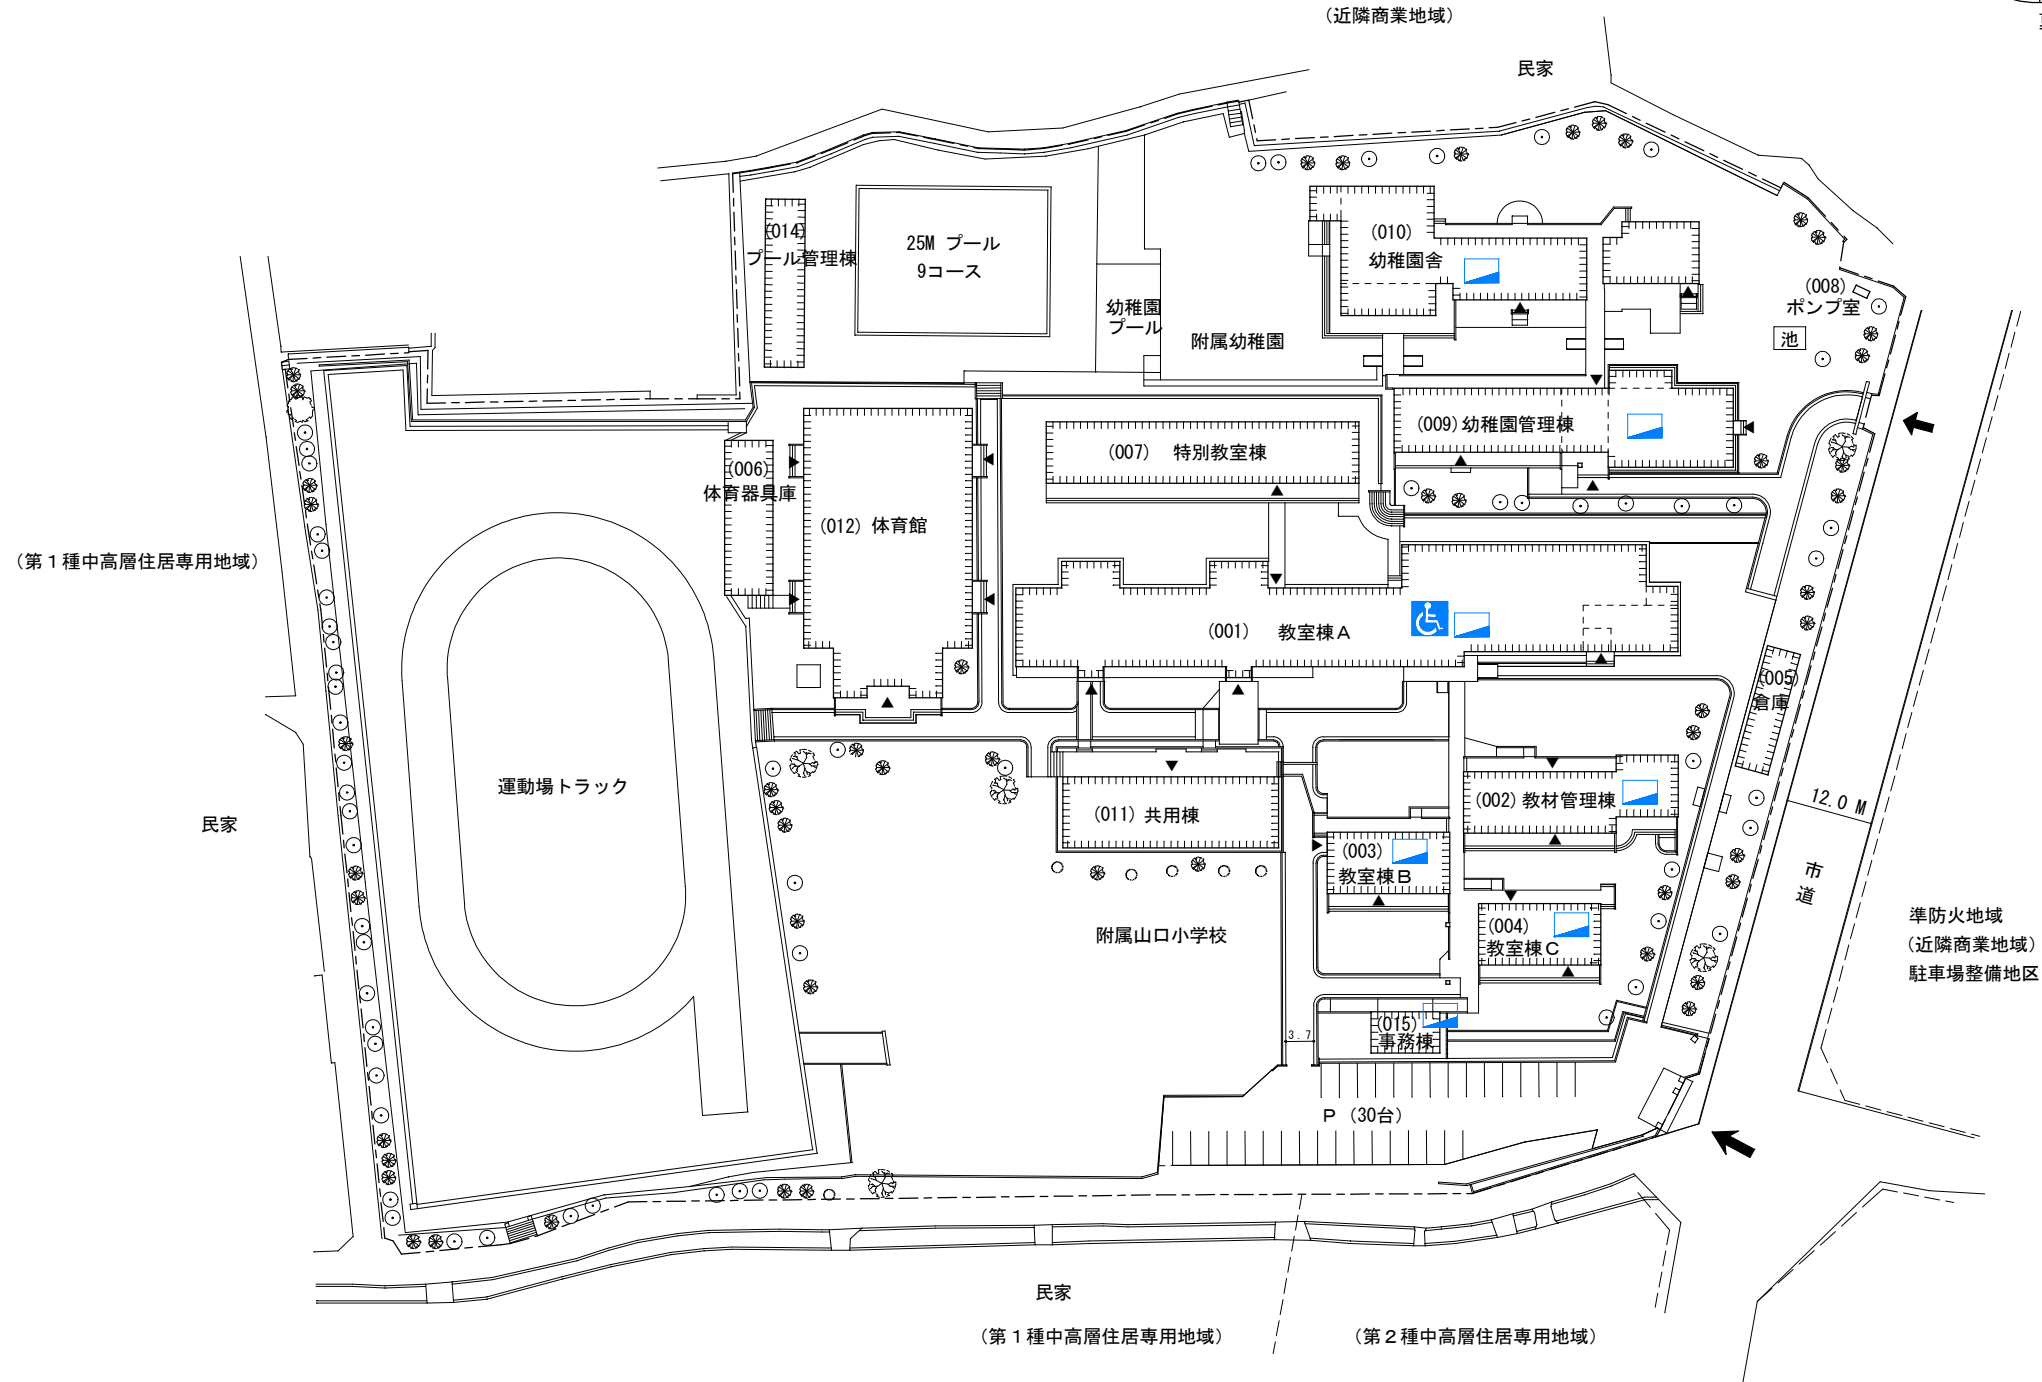 （近隣商業地域）
民家
(014)
プール管理棟
25M プール
9コース
幼稚園
プール
附属幼稚園
(010)
幼稚園舎
(008)
ポンプ室
池
(009)幼稚園管理棟
(007) 特別教室棟
(006)
体育器具庫
(012) 体育館
（第１種中高層住居専用地域）
(001) 教室棟Ａ
(005)
倉庫
運動場トラック
民家
(011) 共用棟
(002) 教材管理棟
12.0 M
市道
(003)
教室棟Ｂ
(004)
教室棟Ｃ
附属山口小学校
準防火地域
（近隣商業地域）
駐車場整備地区
(015)
事務棟
3.7
Ｐ（30台）
民家
（第１種中高層住居専用地域）
（第２種中高層住居専用地域）